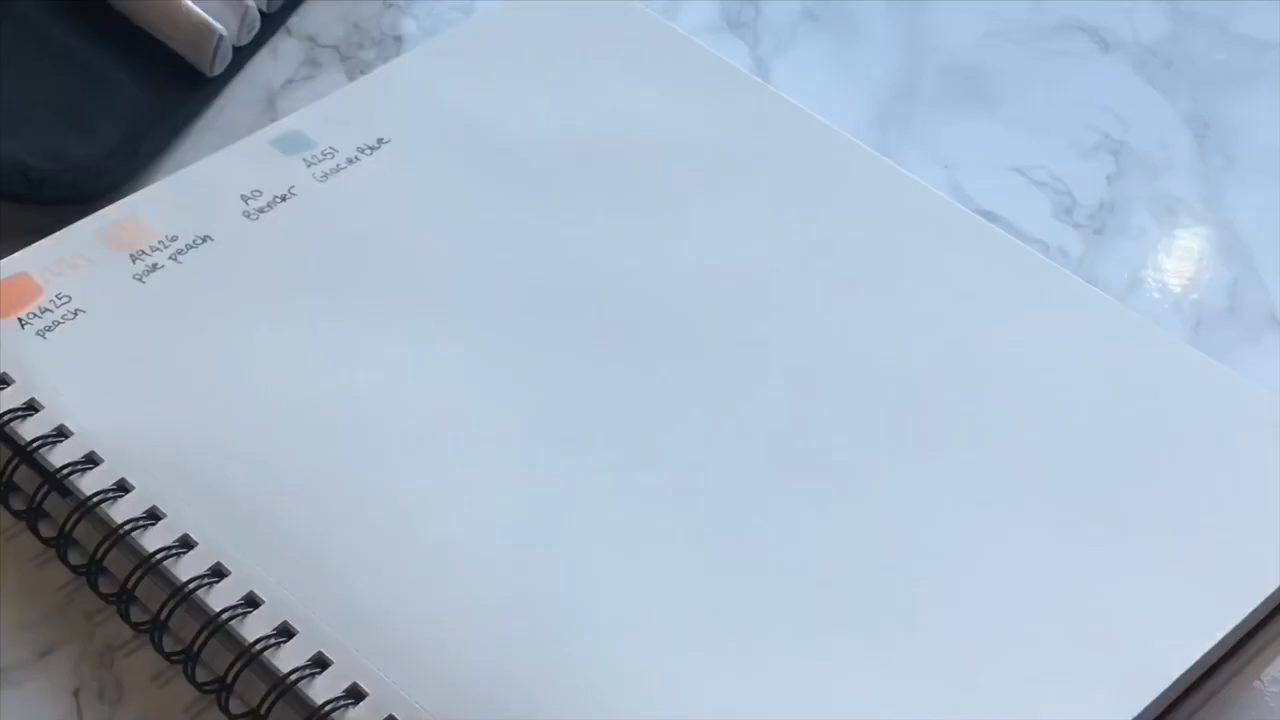 A9425
peach
A9426
pale peach
A0
Blender
A251
Glacier Blue